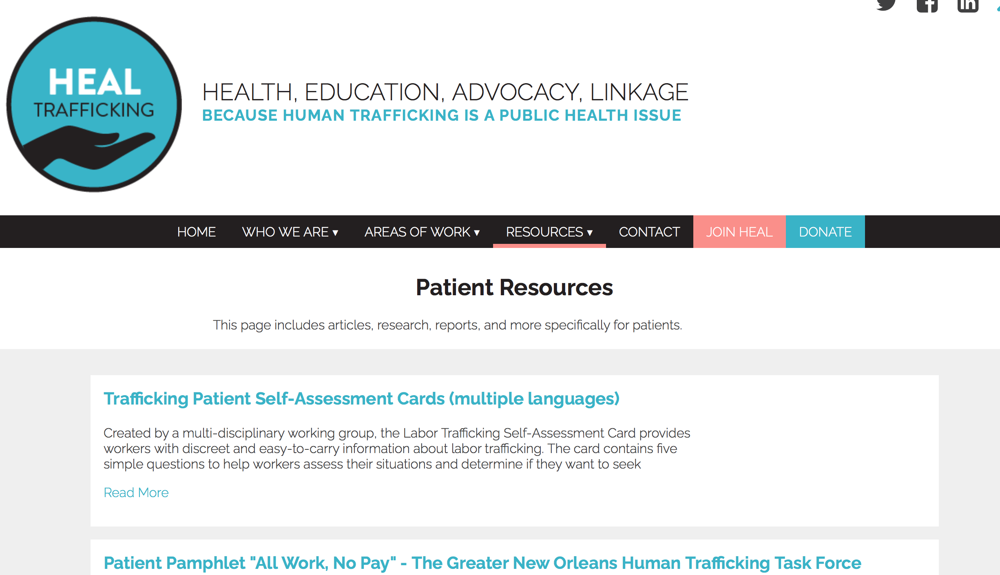 HEAL
TRAFFICKING
HEALTH, EDUCATION, ADVOCACY, LINKAGE
BECAUSE HUMAN TRAFFICKING IS A PUBLIC HEALTH ISSUE
HOME WHO WE ARE ▾ AREAS OF WORK ▾ RESOURCES ▾ CONTACT JOIN HEAL DONATE
Patient Resources
This page includes articles, research, reports, and more specifically for patients.
Trafficking Patient Self-Assessment Cards (multiple languages)
Created by a multi-disciplinary working group, the Labor Trafficking Self-Assessment Card provides
workers with discreet and easy-to-carry information about labor trafficking. The card contains five
simple questions to help workers assess their situations and determine if they want to seek
Read More
Patient Pamphlet "All Work, No Pay" - The Greater New Orleans Human Trafficking Task Force